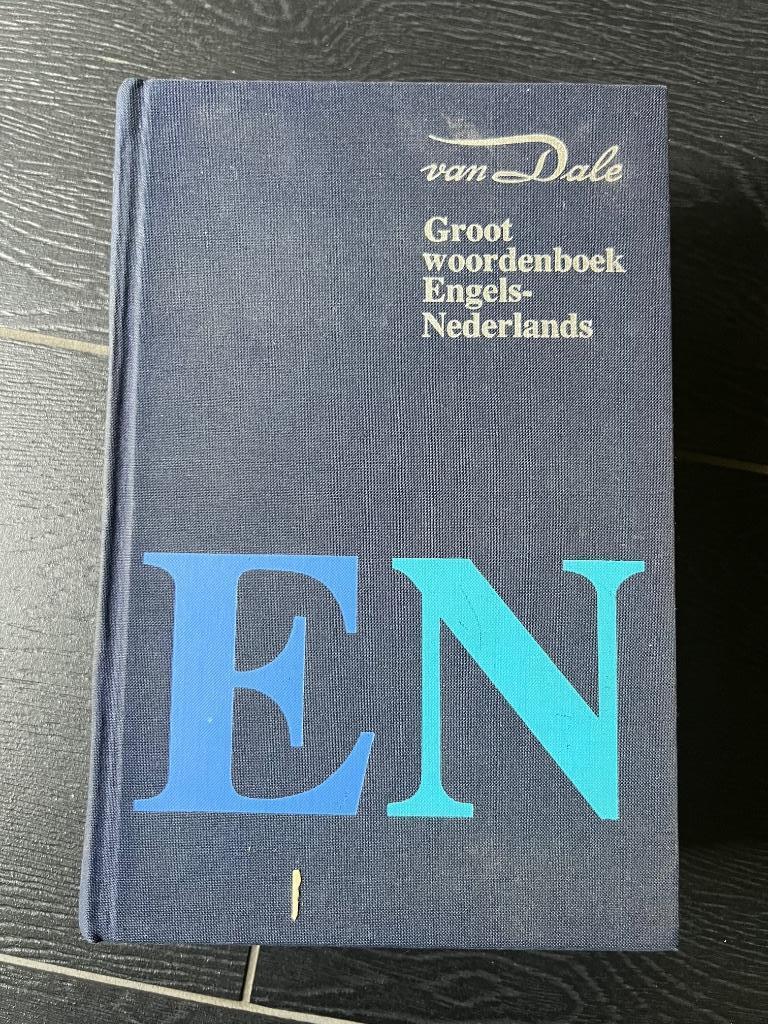 van Dale
Groot
woordenboek
Engels-
Nederlands
EN